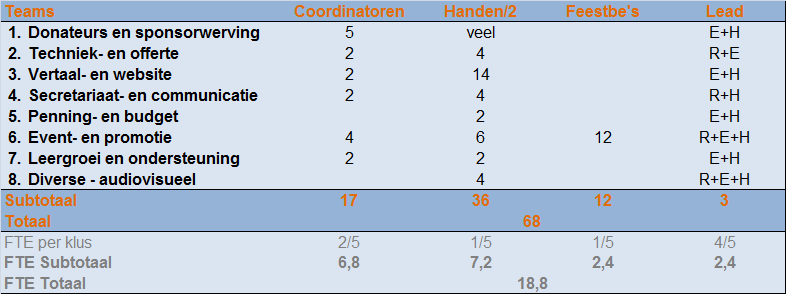 Teams Coordinatoren Handen/2 Feestbe's Lead
1. Donateurs en sponsorwerving 5 veel E+H
2. Techniek- en offerte 2 4 R+E
3. Vertaal- en website 2 14 E+H
4. Secretariaat- en communicatie 2 4 R+H
5. Penning- en budget 2 E+H
6. Event- en promotie 4 6 12 R+E+H
7. Leergroei en ondersteuning 2 2 E+H
8. Diverse - audiovisueel 4 R+E+H
Subtotaal 17 36 12 3
Totaal 68
FTE per klus 2/5 1/5 1/5 4/5
FTE Subtotaal 6,8 7,2 2,4 2,4
FTE Totaal 18,8